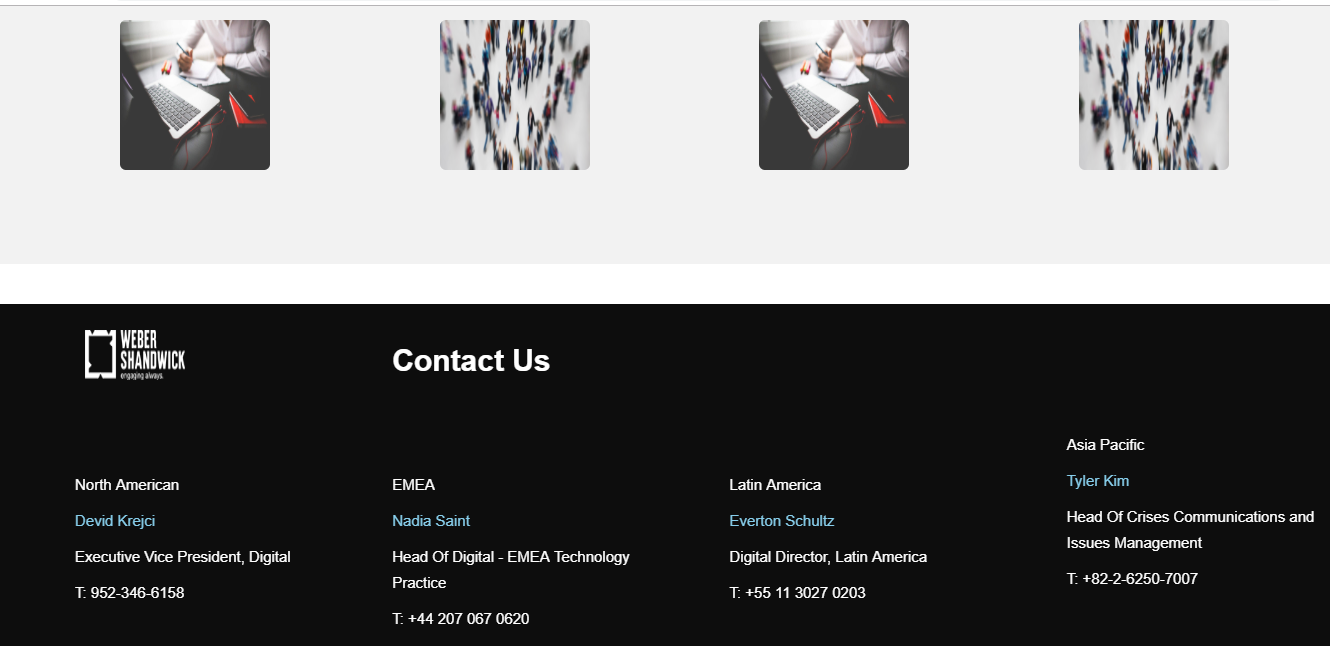 WEBER
SHANDWICK
engaging always.
Contact Us
North American
Devid Krejci
Executive Vice President, Digital
T: 952-346-6158
EMEA
Nadia Saint
Head Of Digital - EMEA Technology
Practice
T: +44 207 067 0620
Latin America
Everton Schultz
Digital Director, Latin America
T: +55 11 3027 0203
Asia Pacific
Tyler Kim
Head Of Crises Communications and
Issues Management
T: +82-2-6250-7007